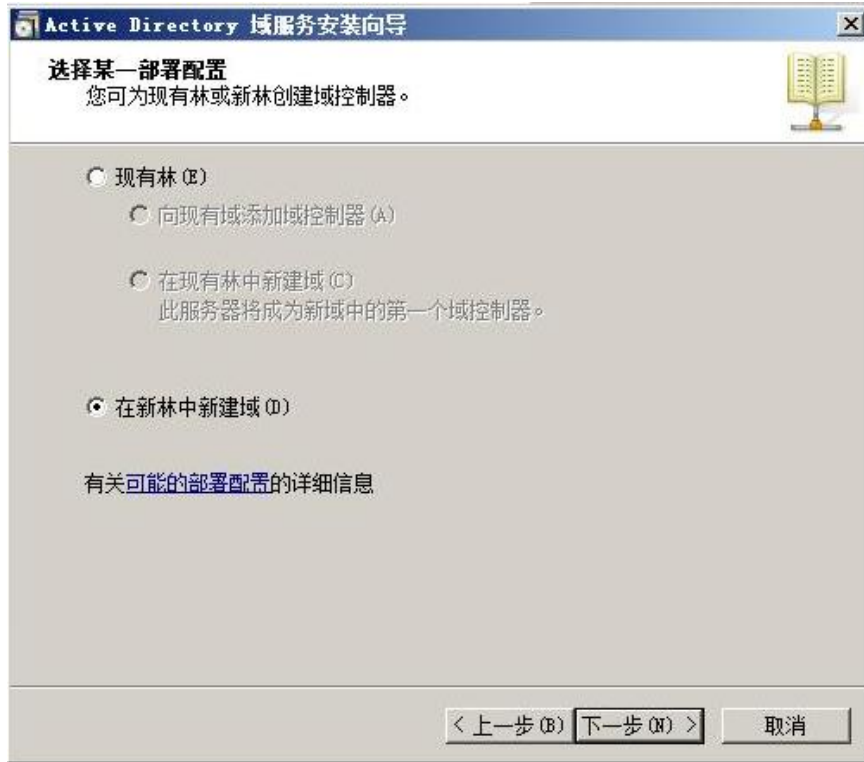 Active Directory 域服务安装向导
选择某一部署配置
您可为现有林或新林创建域控制器。
现有林(E)
向现有域添加域控制器(A)
在现有林中新建域(C)
此服务器将成为新域中的第一个域控制器。
在新林中新建域(D)
有关可能的部署配置的详细信息
< 上一步(B) 下一步(N) > 取消